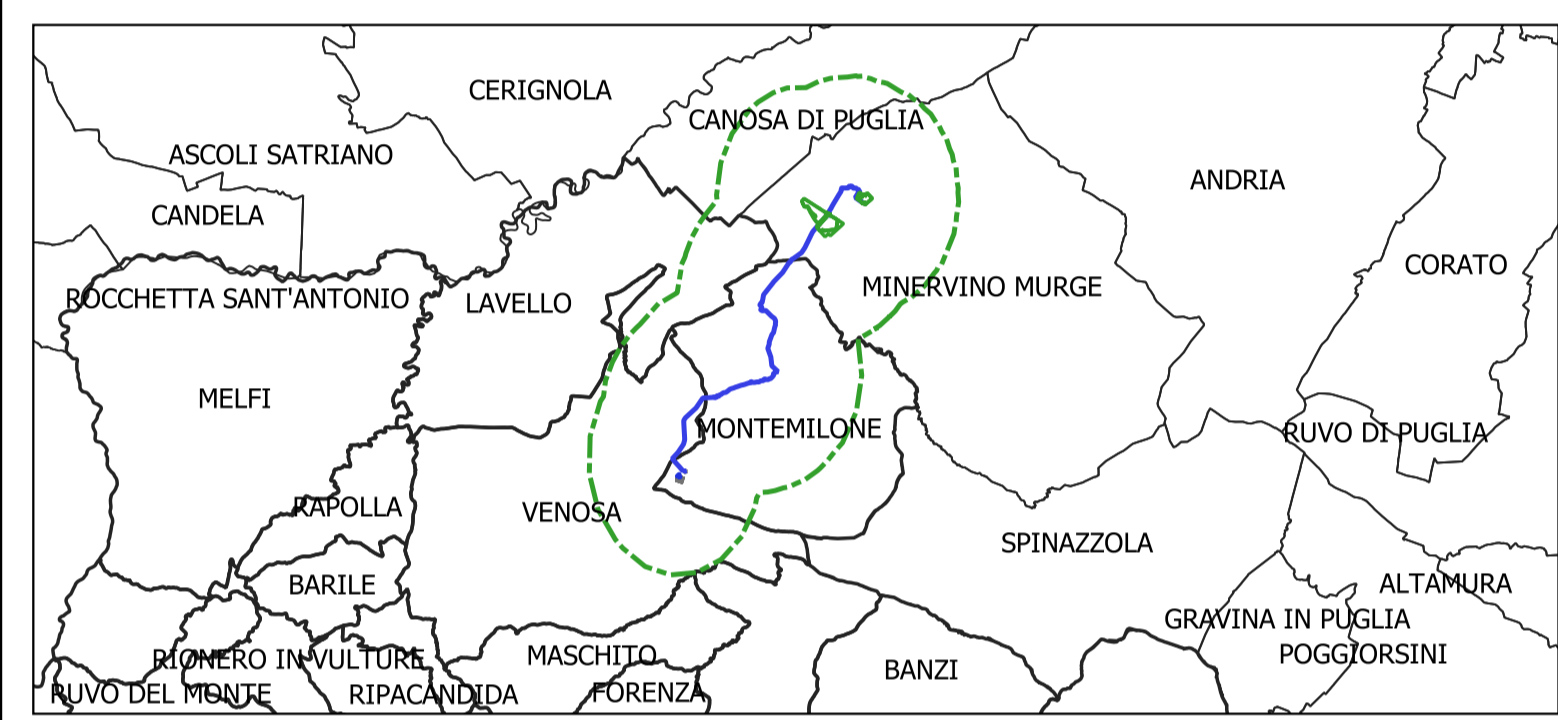 CERIGNOLA
CANOSA DI PUGLIA
ASCOLI SATRIANO
ANDRIA
CANDELA
CORATO
MINERVINO MURGE
ROCCHETTA SANT'ANTONIO
LAVELLO
MELFI
MONTEMILONE
RUVO DI PUGLIA
RAPOLLA
VENOSA
SPINAZZOLA
BARILE
ALTAMURA
GRAVINA IN PUGLIA
RIONERO IN VULTURE
MASCHITO
POGGIORSINI
BANZI
RUVO DEL MONTE
RIPACANDIDA
FORENZA